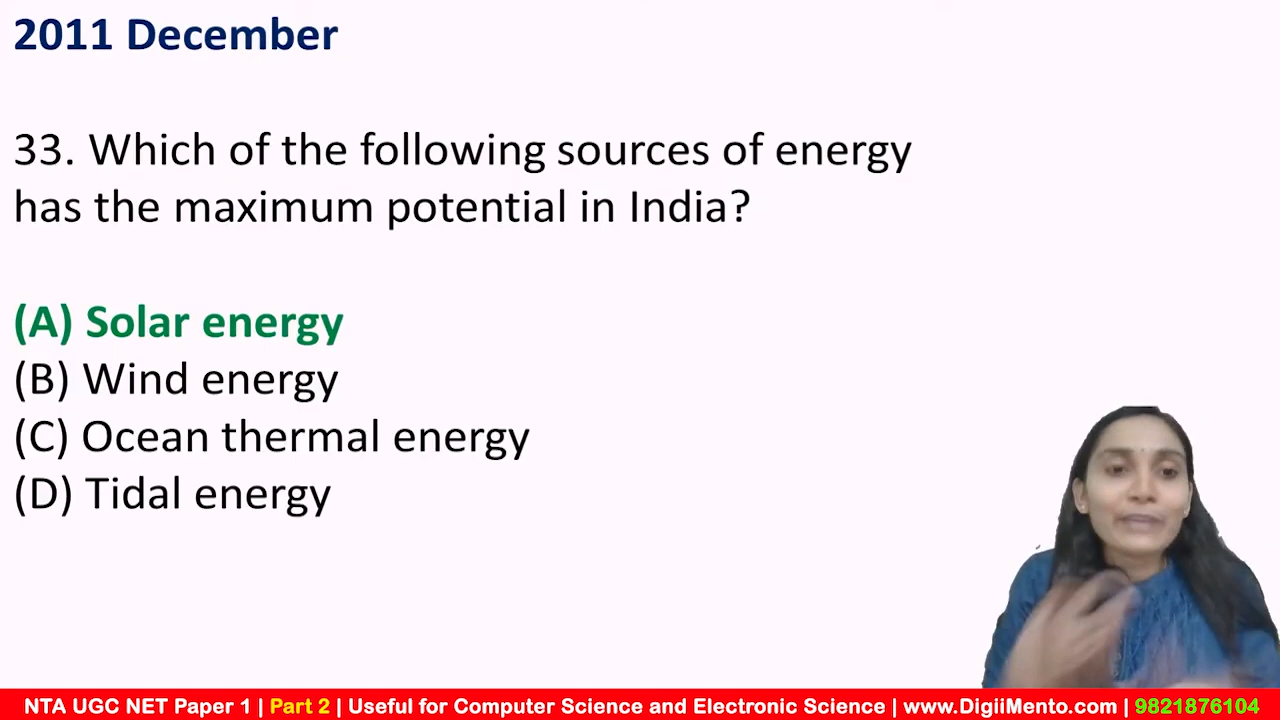 2011 December
33. Which of the following sources of energy
has the maximum potential in India?
(A) Solar energy
(B) Wind energy
(C) Ocean thermal energy
(D) Tidal energy
NTA UGC NET Paper 1 | Part 2 | Useful for Computer Science and Electronic Science | www.DigiiMento.com | 9821876104